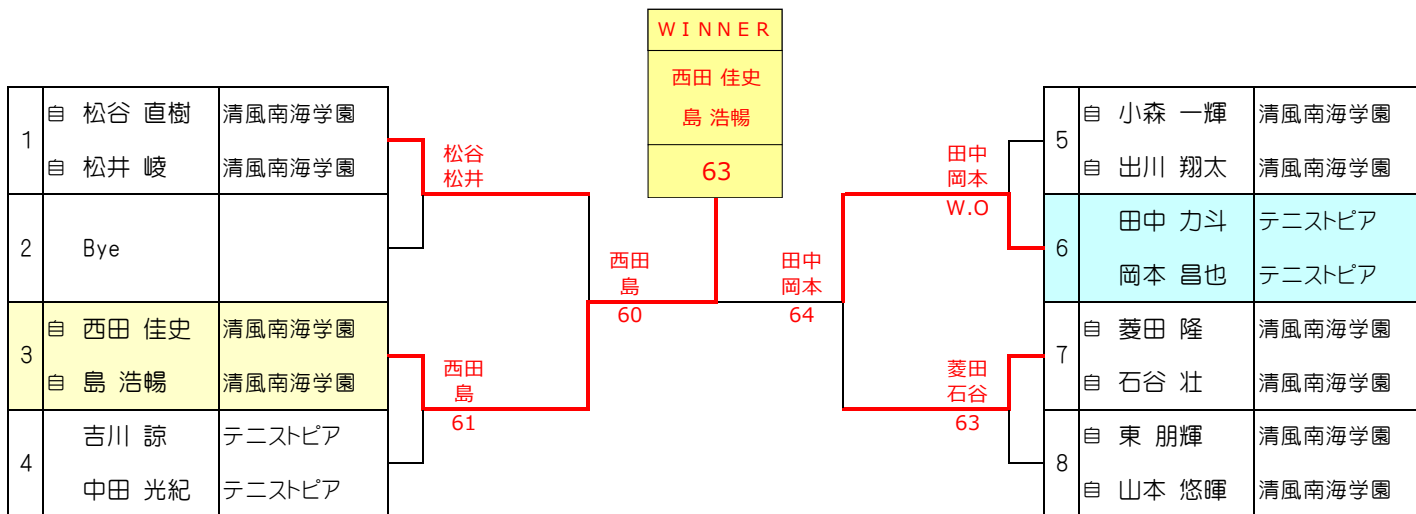 ＷＩＮＮＥＲ
西田 佳史
島 浩暢
63
1
自 松谷 直樹 清風南海学園
自 松井 崚 清風南海学園
2
Bye
3
自 西田 佳史 清風南海学園
自 島 浩暢 清風南海学園
4
吉川 諒 テニストピア
中田 光紀 テニストピア
松谷
松井
西田
島
61
西田
島
60
田中
岡本
64
田中
岡本
W.O
菱田
石谷
63
5
自 小森 一輝 清風南海学園
自 出川 翔太 清風南海学園
6
田中 力斗 テニストピア
岡本 昌也 テニストピア
7
自 菱田 隆 清風南海学園
自 石谷 壮 清風南海学園
8
自 東 朋輝 清風南海学園
自 山本 悠暉 清風南海学園